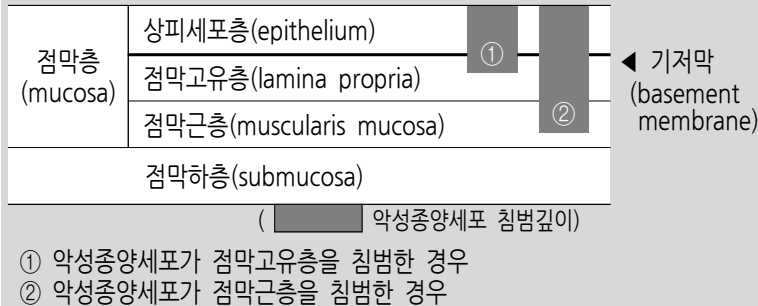 상피세포층(epithelium)
①
점막층
(mucosa)
점막고유층(lamina propria)
◀ 기저막
(basement
membrane)
점막근층(muscularis mucosa)
②
점막하층(submucosa)
( 악성종양세포 침범깊이)
① 악성종양세포가 점막고유층을 침범한 경우
② 악성종양세포가 점막근층을 침범한 경우